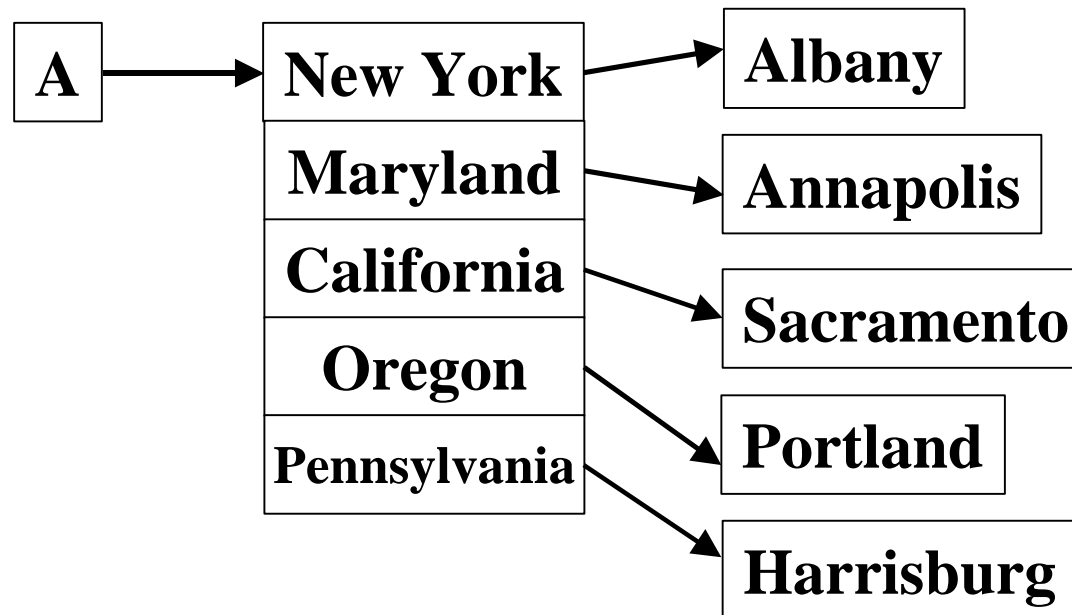 A
New York
Maryland
California
Oregon
Pennsylvania
Albany
Annapolis
Sacramento
Portland
Harrisburg